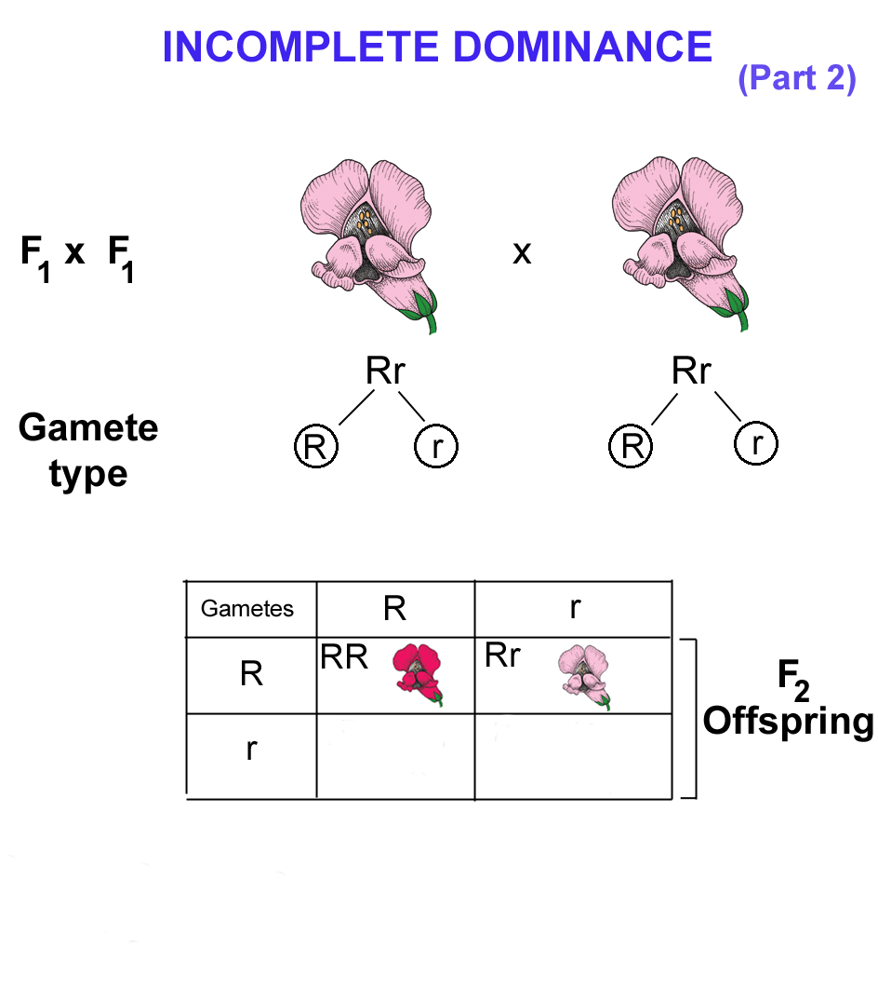 INCOMPLETE DOMINANCE
(Part 2)
F1 x F1
x
Rr
Rr
Gamete
type
R
r
R
r
Gametes
R
r
R
RR
Rr
r
F2
Offspring